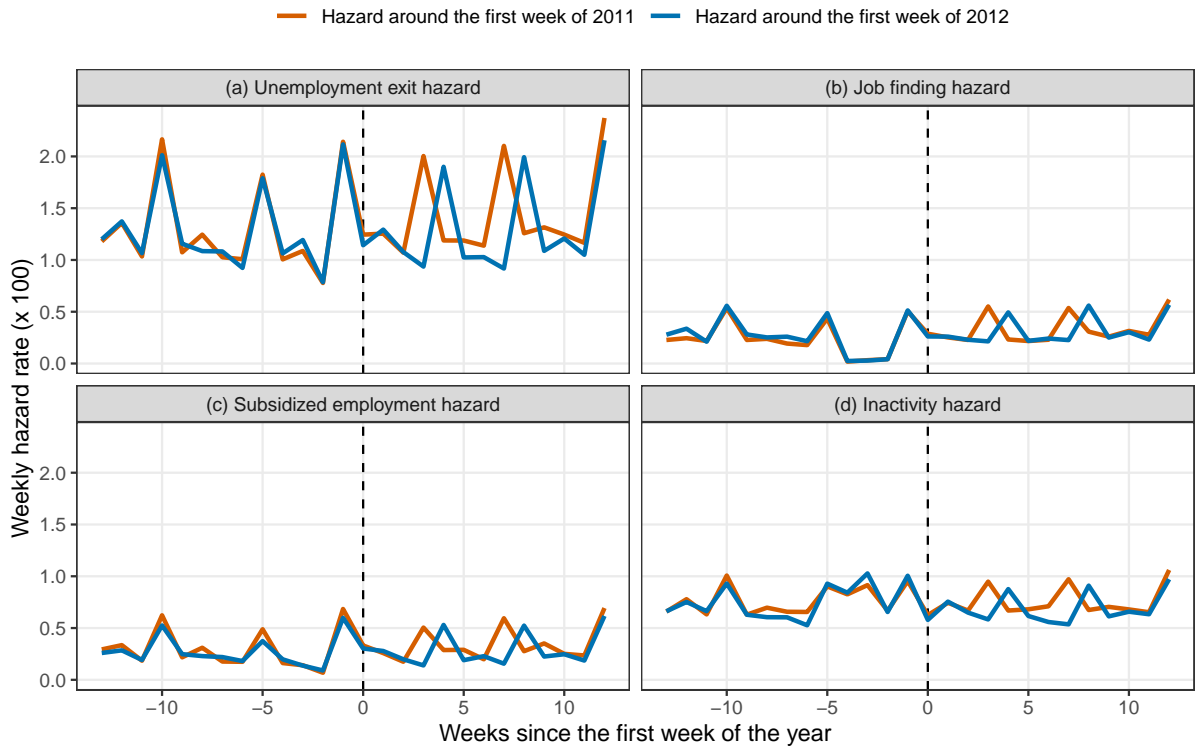 Hazard around the first week of 2011 Hazard around the first week of 2012
(a) Unemployment exit hazard
(b) Job finding hazard
2.0
1.5
1.0
0.5
0.0
(c) Subsidized employment hazard
(d) Inactivity hazard
2.0
1.5
1.0
0.5
0.0
Weekly hazard rate (x 100)
−10 −5 0 5 10
−10 −5 0 5 10
Weeks since the first week of the year